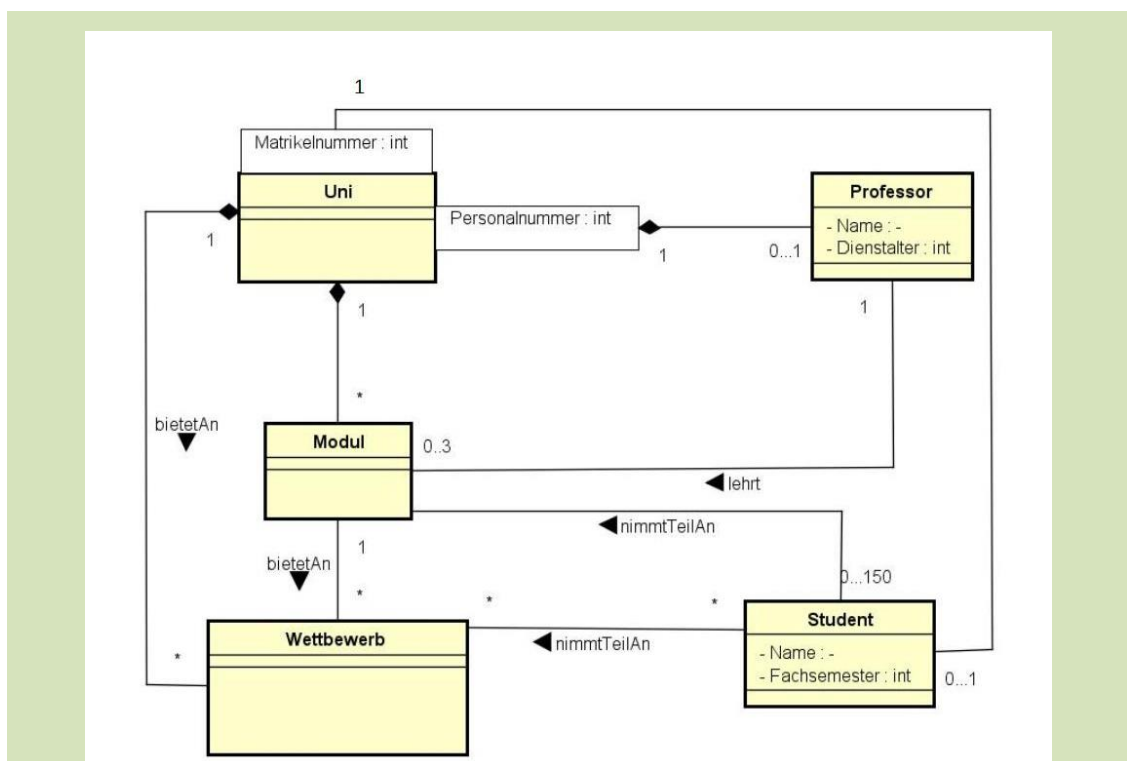 1
Matrikelnummer : int
Uni
Professor
Personalnummer : int
- Name : -
- Dienstalter : int
1
1
0...1
1
1
*
bietetAn
Modul
0..3
lehrt
nimmtTeilAn
1
bietetAn
0...150
*
*
*
Student
Wettbewerb
nimmtTeilAn
- Name : -
*
- Fachsemester : int
0...1